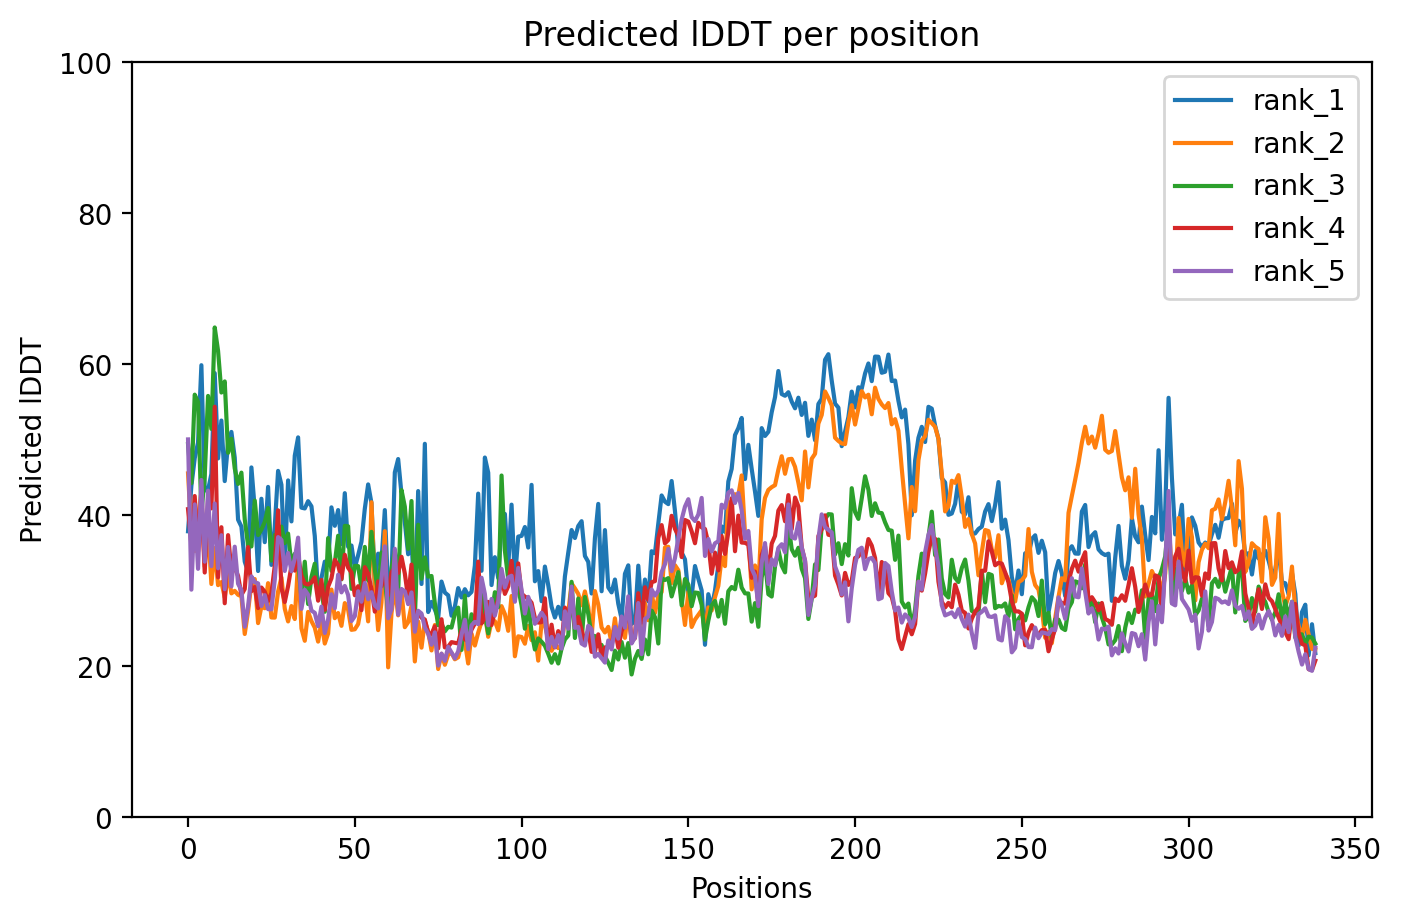 Predicted lDDT per position
100
80
60
40
20
0
Predicted lDDT
0 50 100 150 200 250 300 350
Positions
rank_1
rank_2
rank_3
rank_4
rank_5